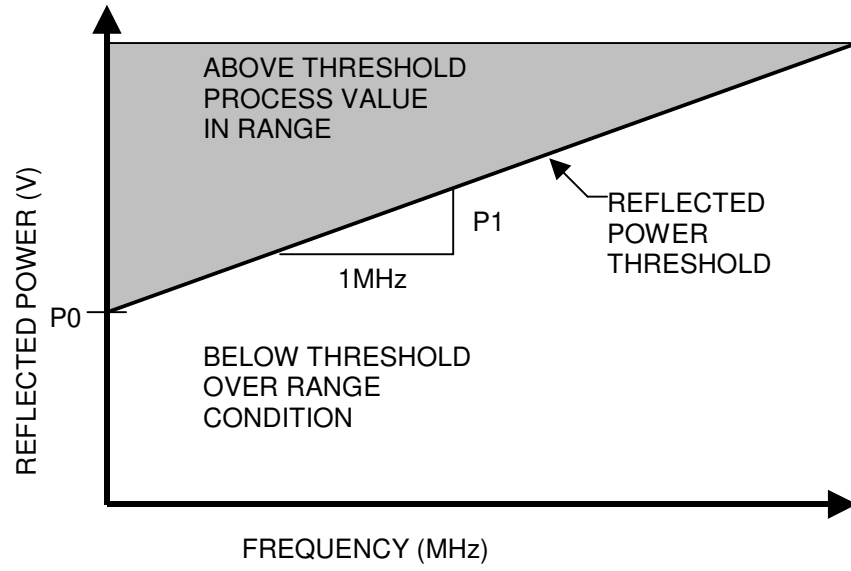 ABOVE THRESHOLD
PROCESS VALUE
IN RANGE
REFLECTED POWER (V)
P1
REFLECTED
POWER
THRESHOLD
1MHz
P0
BELOW THRESHOLD
OVER RANGE
CONDITION
FREQUENCY (MHz)